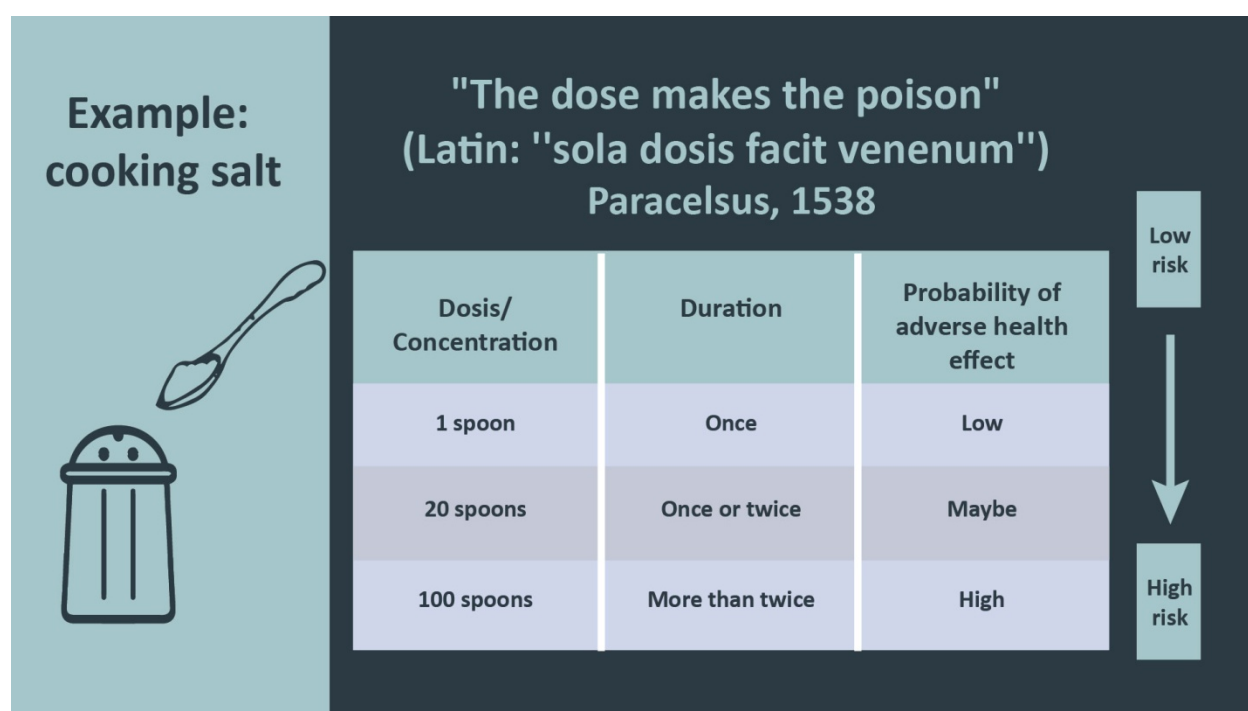 Example:
cooking salt
"The dose makes the poison"
(Latin: ''sola dosis facit venenum'')
Paracelsus, 1538
Dosis/
Concentration
Duration
Probability of
adverse health
effect
1 spoon
Once
Low
20 spoons
Once or twice
Maybe
100 spoons
More than twice
High
Low
risk
High
risk